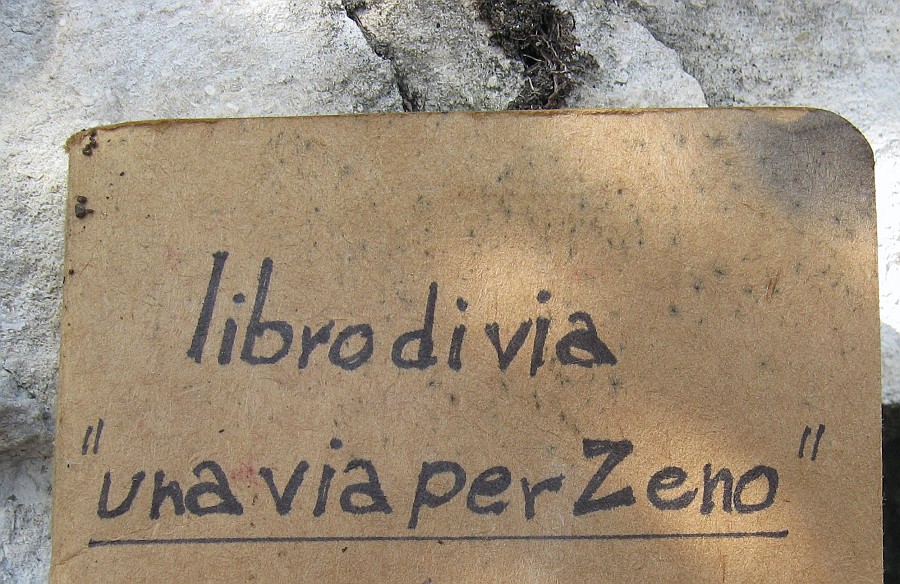 libro di via
"una via per Zeno"